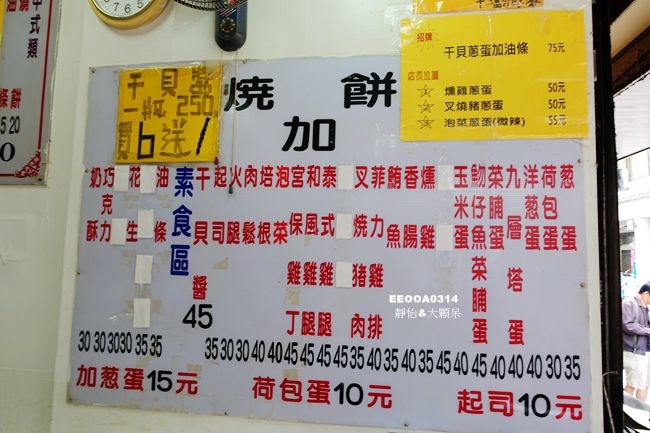 招牌
干貝蔥蛋加油條 75元
店長推薦
☆ 燻雞蔥蛋 50元
☆ 叉燒豬蔥蛋 50元
☆ 泡菜蔥蛋(微辣) 55元
干貝醬
一瓶250
買6送1
燒餅
加
奶酥
巧克力
花生
油條
素食區
干貝醬
45
起司
火腿
肉鬆
培根
泡菜
宮保雞丁
和風雞腿
泰式雞腿
叉燒豬肉
菲力雞排
鮪魚
香腸
燻雞
玉米蛋
魩仔魚菜脯蛋
菜脯蛋
九層塔蛋
洋葱蛋
荷包蛋
葱蛋
30 30 30 30 35 35 35 30 30 40 40 45 45 45 45 35 40 35 40 35 45 40 45 40 40 40 30 35
加葱蛋15元 荷包蛋10元 起司10元
EEOOA0314
靜怡&大顆呆